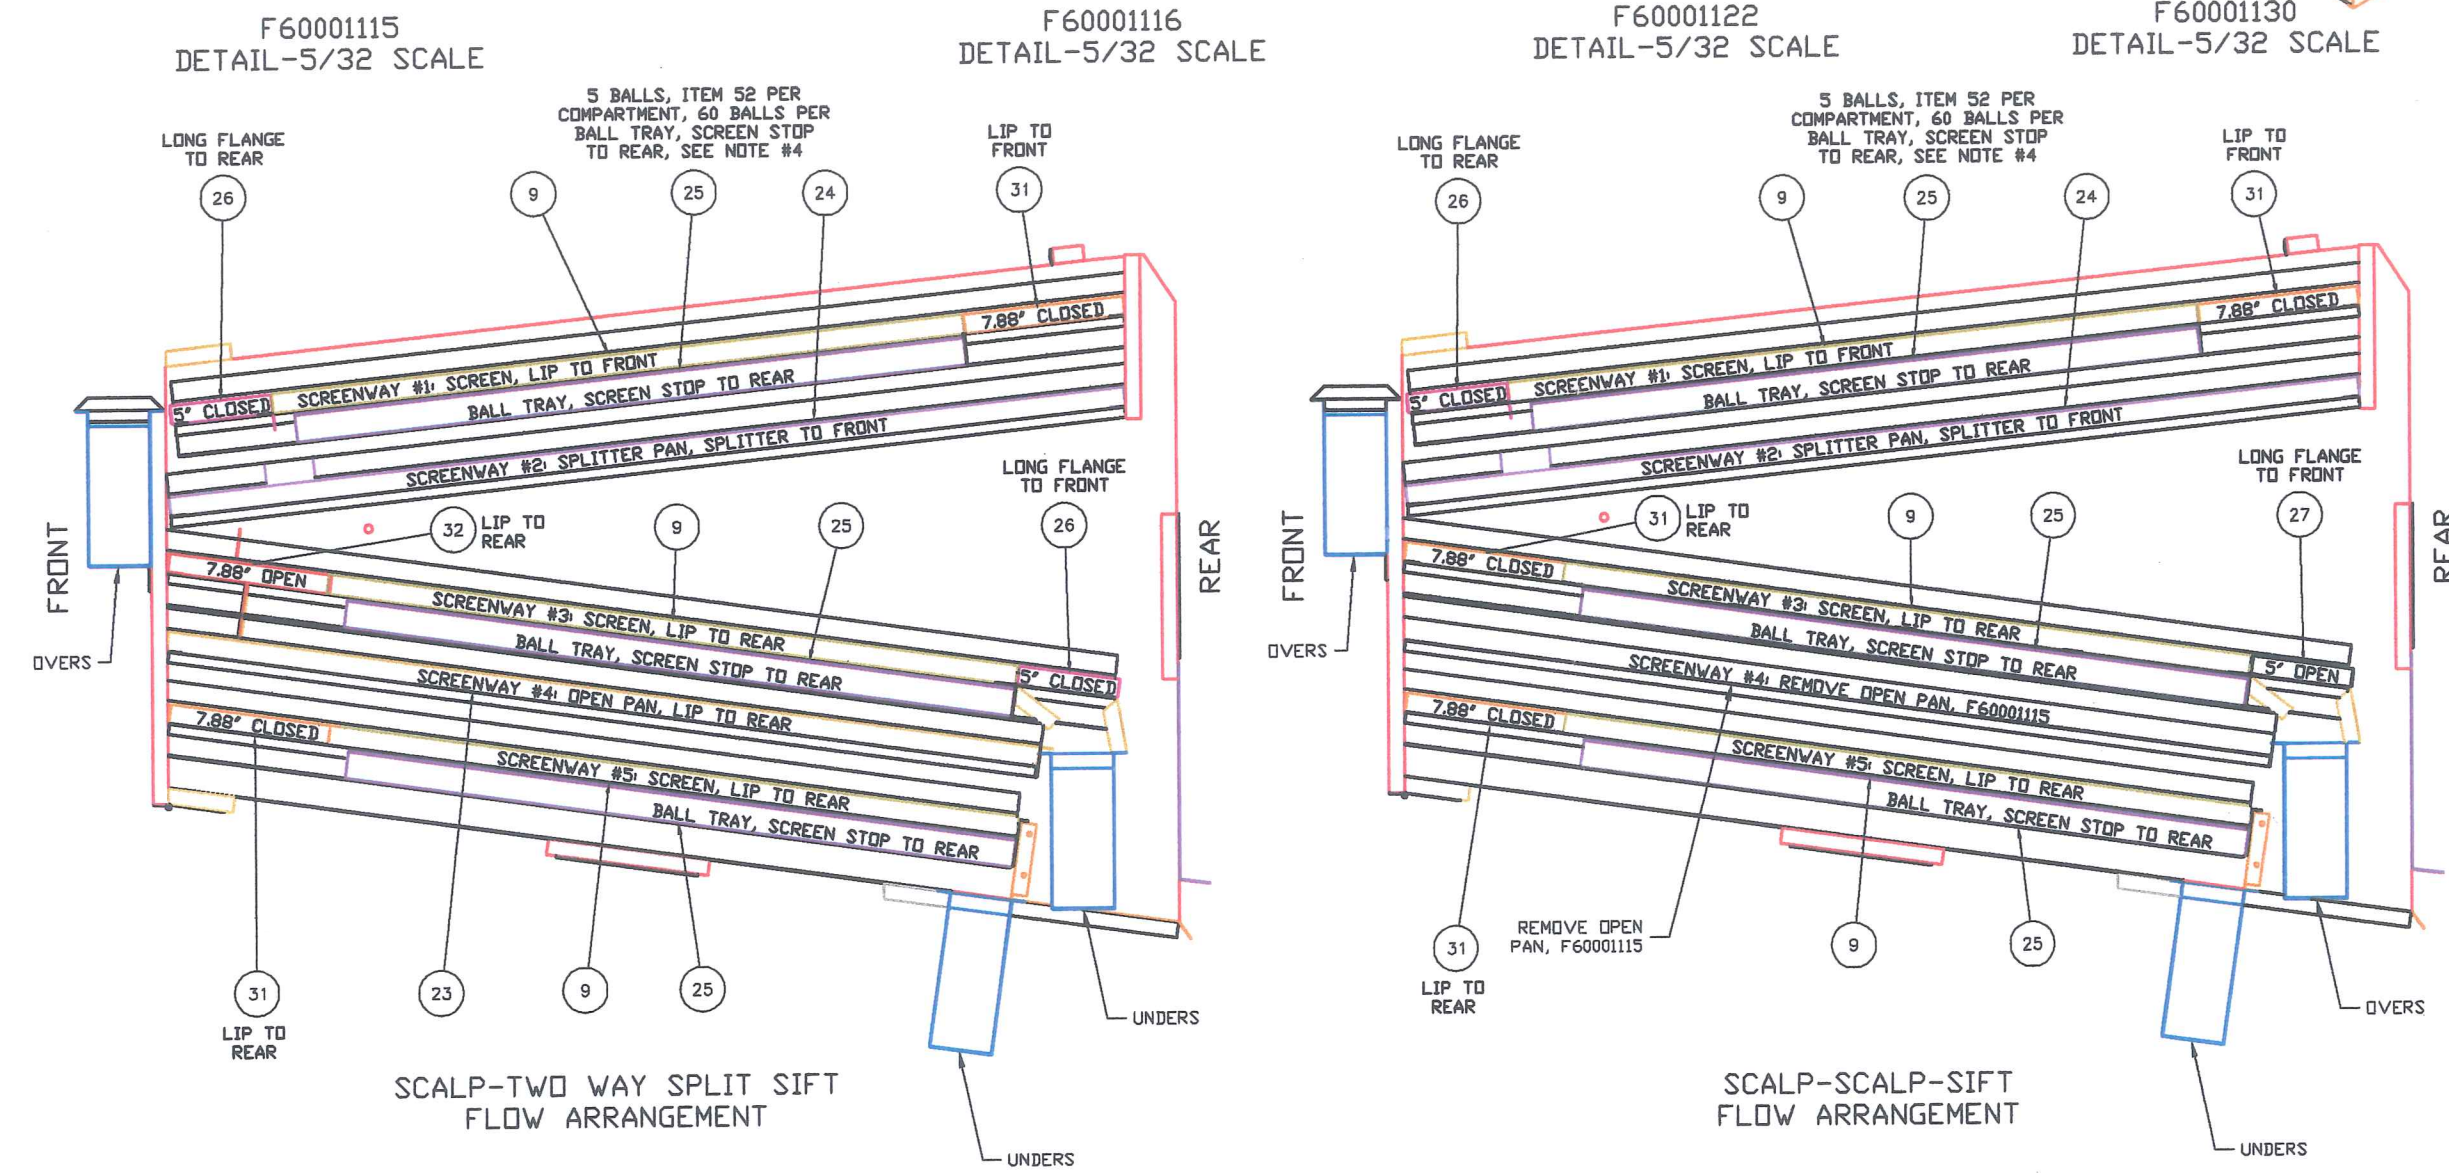 F60001115
DETAIL-5/32 SCALE
F60001116
DETAIL-5/32 SCALE
F60001122
DETAIL-5/32 SCALE
F60001130
DETAIL-5/32 SCALE
LONG FLANGE
TO REAR
26
9
5 BALLS, ITEM 52 PER
COMPARTMENT, 60 BALLS PER
BALL TRAY, SCREEN STOP
TO REAR, SEE NOTE #4
25
24
LIP TO
FRONT
31
7.88" CLOSED
5" CLOSED
SCREENWAY #1: SCREEN, LIP TO FRONT
BALL TRAY, SCREEN STOP TO REAR
SCREENWAY #2: SPLITTER PAN, SPLITTER TO FRONT
FRONT
OVERS
32
LIP TO
REAR
9
25
LONG FLANGE
TO FRONT
26
REAR
7.88" OPEN
SCREENWAY #3: SCREEN, LIP TO REAR
BALL TRAY, SCREEN STOP TO REAR
5" CLOSED
SCREENWAY #4: OPEN PAN, LIP TO REAR
7.88" CLOSED
SCREENWAY #5: SCREEN, LIP TO REAR
BALL TRAY, SCREEN STOP TO REAR
31
LIP TO
REAR
23
9
25
UNDERS
UNDERS
SCALP-TWO WAY SPLIT SIFT
FLOW ARRANGEMENT
LONG FLANGE
TO REAR
26
9
5 BALLS, ITEM 52 PER
COMPARTMENT, 60 BALLS PER
BALL TRAY, SCREEN STOP
TO REAR, SEE NOTE #4
25
24
LIP TO
FRONT
31
7.88" CLOSED
5" CLOSED
SCREENWAY #1: SCREEN, LIP TO FRONT
BALL TRAY, SCREEN STOP TO REAR
SCREENWAY #2: SPLITTER PAN, SPLITTER TO FRONT
FRONT
OVERS
31
LIP TO
REAR
9
25
LONG FLANGE
TO FRONT
27
REAR
7.88" CLOSED
SCREENWAY #3: SCREEN, LIP TO REAR
BALL TRAY, SCREEN STOP TO REAR
5" OPEN
SCREENWAY #4: REMOVE OPEN PAN, F60001115
7.88" CLOSED
SCREENWAY #5: SCREEN, LIP TO REAR
BALL TRAY, SCREEN STOP TO REAR
31
LIP TO
REAR
REMOVE OPEN
PAN, F60001115
9
25
OVERS
UNDERS
SCALP-SCALP-SIFT
FLOW ARRANGEMENT